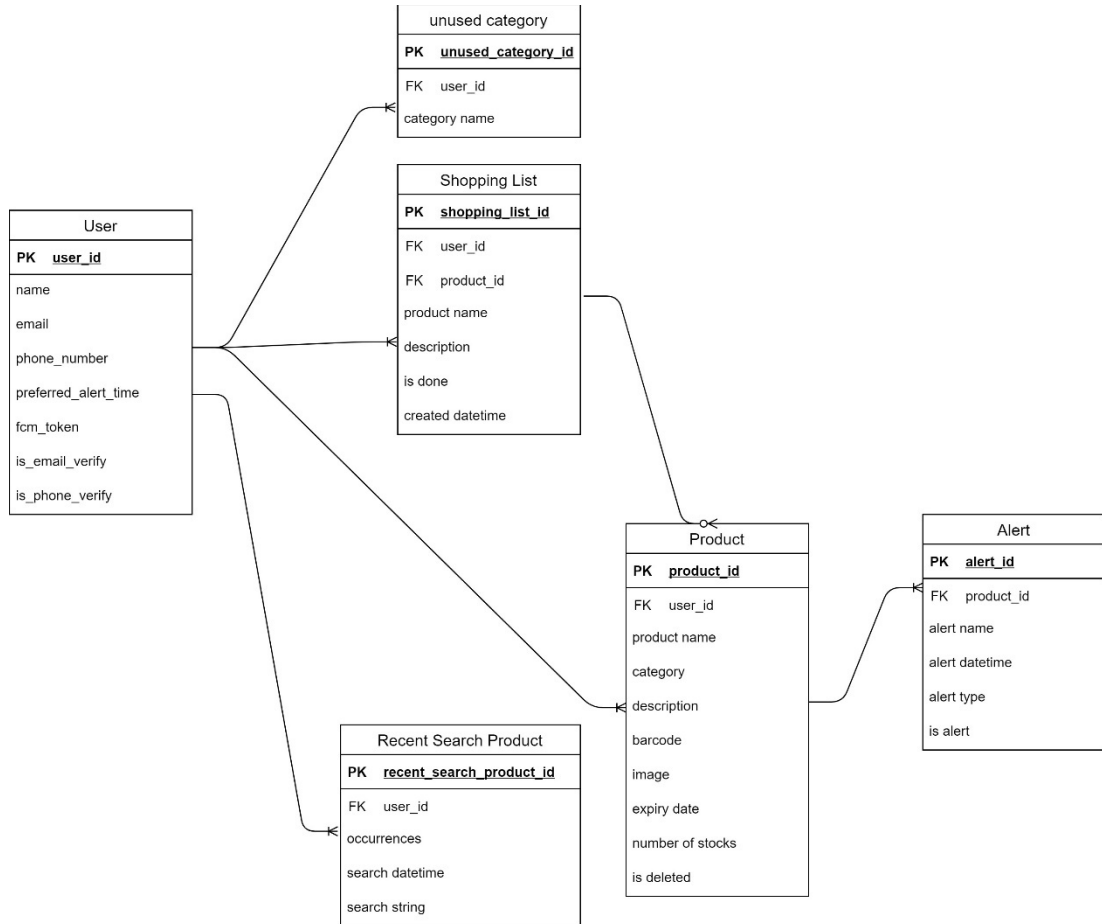 unused category
PK unused_category_id
FK user_id
category name
Shopping List
PK shopping_list_id
FK user_id
FK product_id
product name
description
is done
created datetime
User
PK user_id
name
email
phone_number
preferred_alert_time
fcm_token
is_email_verify
is_phone_verify
Product
PK product_id
FK user_id
product name
category
description
barcode
image
expiry date
number of stocks
is deleted
Alert
PK alert_id
FK product_id
alert name
alert datetime
alert type
is alert
Recent Search Product
PK recent_search_product_id
FK user_id
occurrences
search datetime
search string